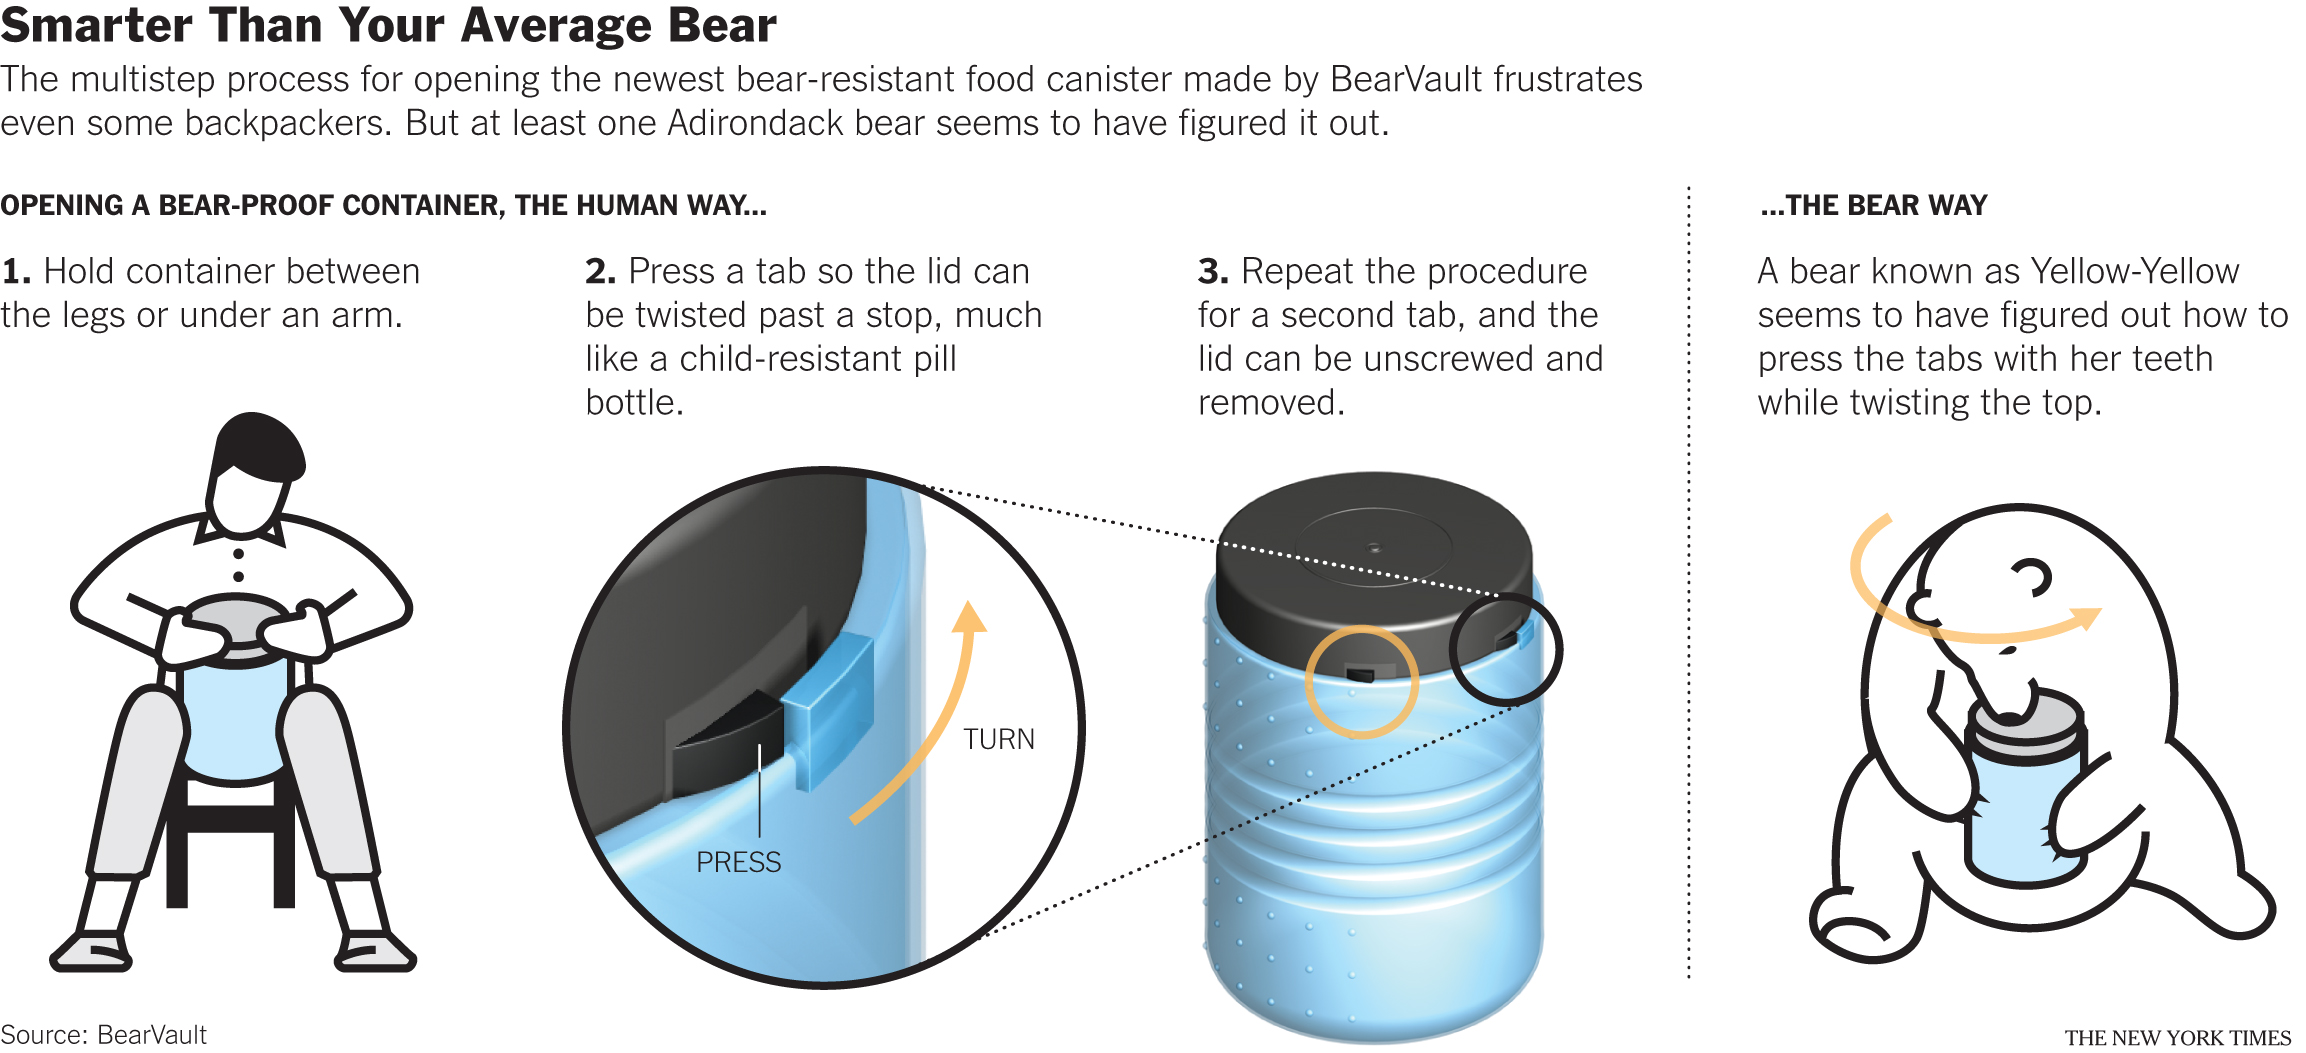 Smarter Than Your Average Bear
The multistep process for opening the newest bear-resistant food canister made by BearVault frustrates
even some backpackers. But at least one Adirondack bear seems to have figured it out.
OPENING A BEAR-PROOF CONTAINER, THE HUMAN WAY...
1. Hold container between
the legs or under an arm.
2. Press a tab so the lid can
be twisted past a stop, much
like a child-resistant pill
bottle.
3. Repeat the procedure
for a second tab, and the
lid can be unscrewed and
removed.
...THE BEAR WAY
A bear known as Yellow-Yellow
seems to have figured out how to
press the tabs with her teeth
while twisting the top.
TURN
PRESS
Source: BearVault
THE NEW YORK TIMES